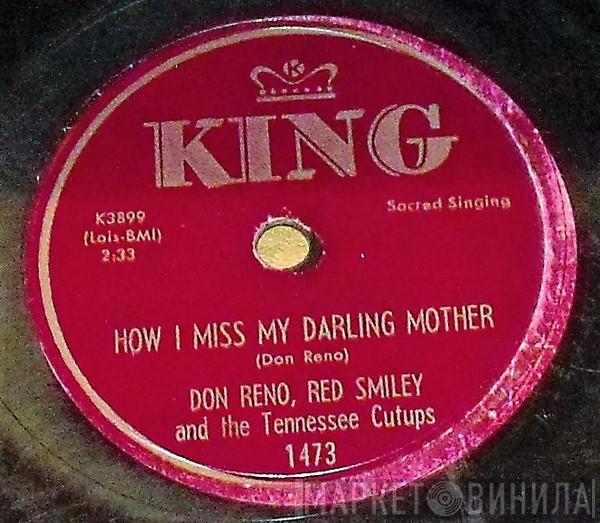 K
KING
K3899
(Lois-BMI)
2:33
Sacred Singing
HOW I MISS MY DARLING MOTHER
(Don Reno)
DON RENO, RED SMILEY
and the Tennessee Cutups
1473
МАРКЕТ ВИНИЛА